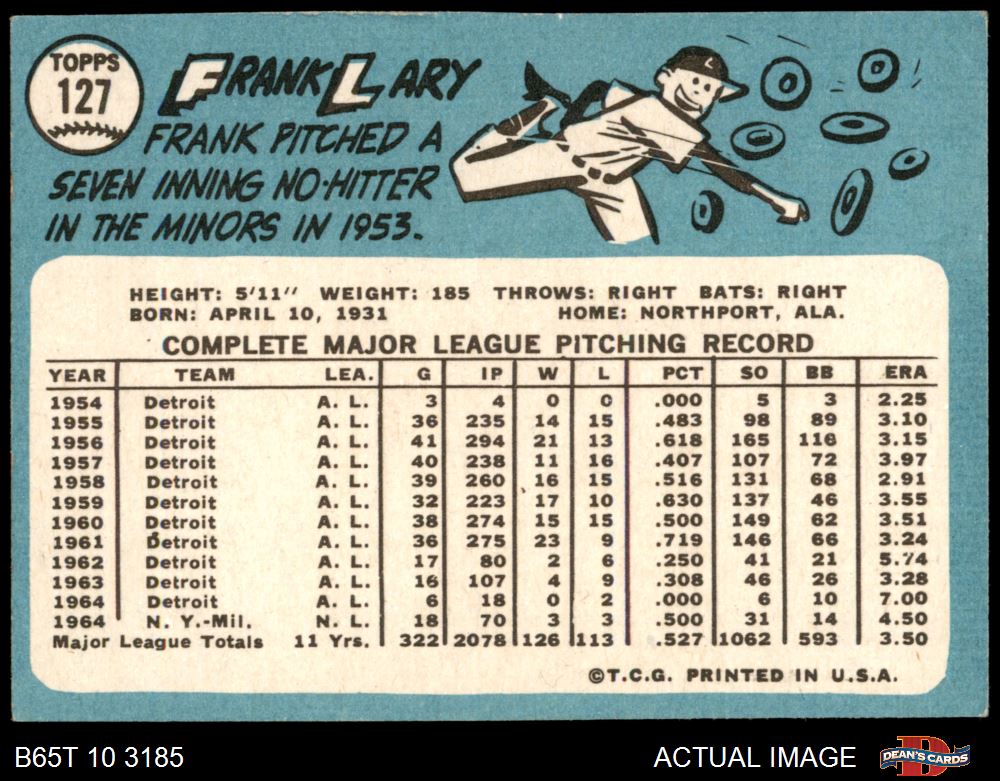 TOPPS
127
FRANK LARY
FRANK PITCHED A
SEVEN INNING NO-HITTER
IN THE MINORS IN 1953.
HEIGHT: 5'11" WEIGHT: 185 THROWS: RIGHT BATS: RIGHT
BORN: APRIL 10, 1931 HOME: NORTHPORT, ALA.
COMPLETE MAJOR LEAGUE PITCHING RECORD
YEAR TEAM LEA. G IP W L PCT SO BB ERA
1954 Detroit A. L. 3 4 0 0 .000 5 3 2.25
1955 Detroit A. L. 36 235 14 15 .483 98 89 3.10
1956 Detroit A. L. 41 294 21 13 .618 165 116 3.15
1957 Detroit A. L. 40 238 11 16 .407 107 72 3.97
1958 Detroit A. L. 39 260 16 15 .516 131 68 2.91
1959 Detroit A. L. 32 223 17 10 .630 137 46 3.55
1960 Detroit A. L. 38 274 15 15 .500 149 62 3.51
1961 Detroit A. L. 36 275 23 9 .719 146 66 3.24
1962 Detroit A. L. 17 80 2 6 .250 41 21 5.74
1963 Detroit A. L. 16 107 4 9 .308 46 26 3.28
1964 Detroit A. L. 6 18 0 2 .000 6 10 7.00
1964 N. Y.-Mil. N. L. 18 70 3 3 .500 31 14 4.50
Major League Totals 11 Yrs. 322 2078 126 113 .527 1062 593 3.50
©T.C.G. PRINTED IN U.S.A.
B65T 10 3185 ACTUAL IMAGE DEAN'S CARDS